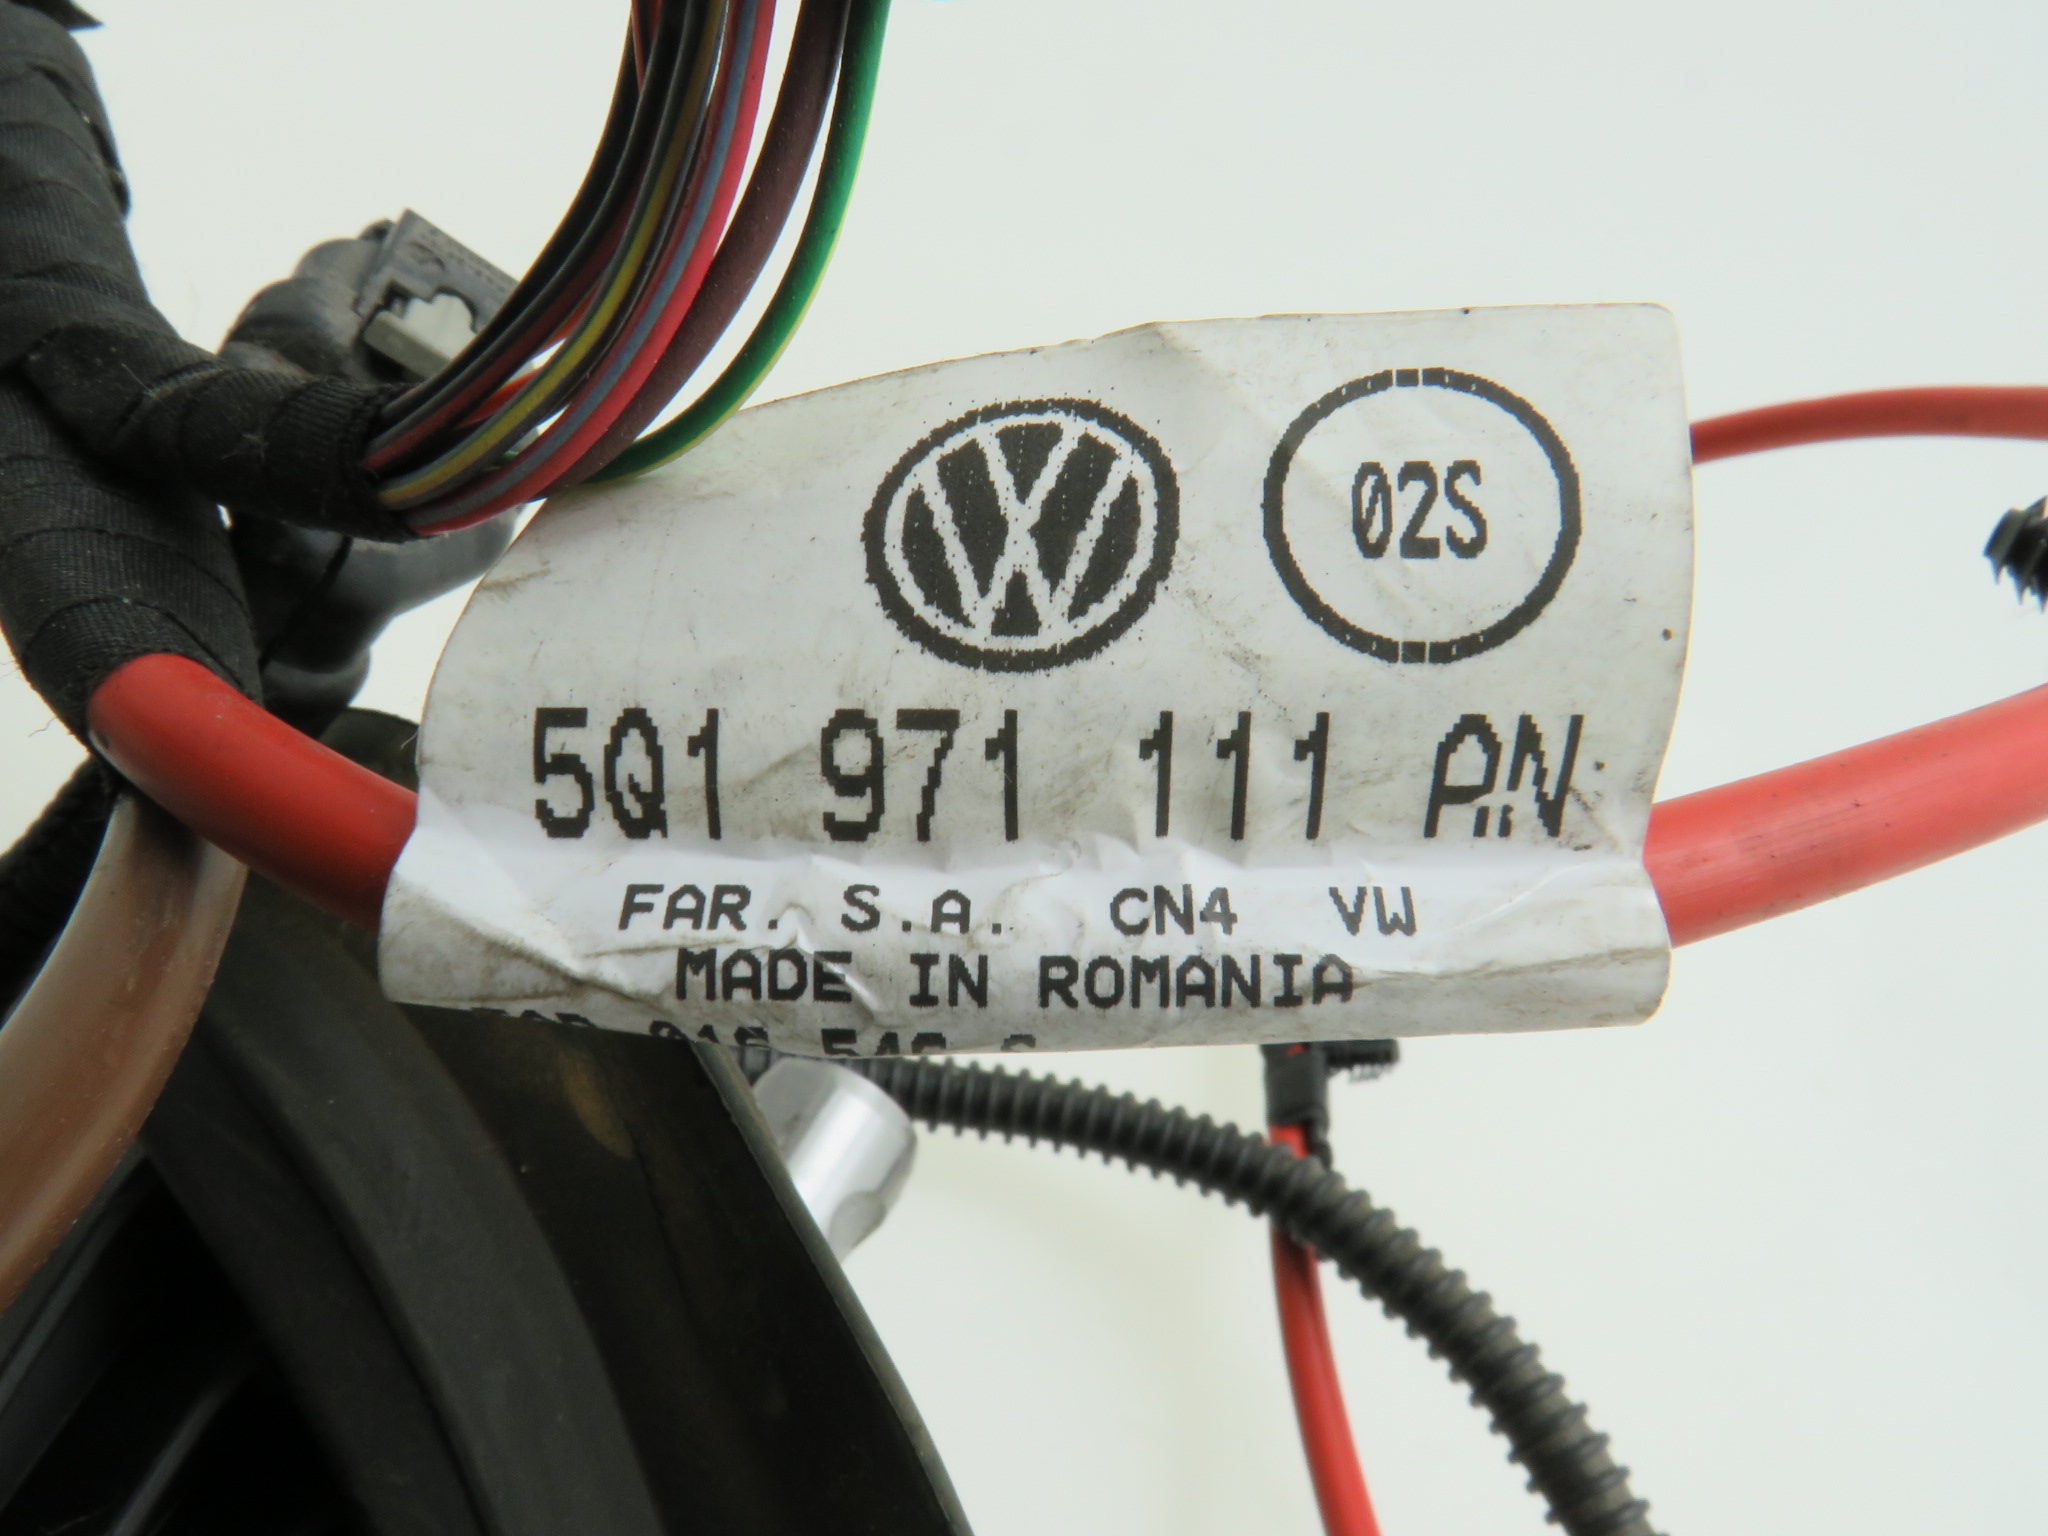 02S
5Q1 971 111 AN
FAR. S.A. CN4 VW
MADE IN ROMANIA